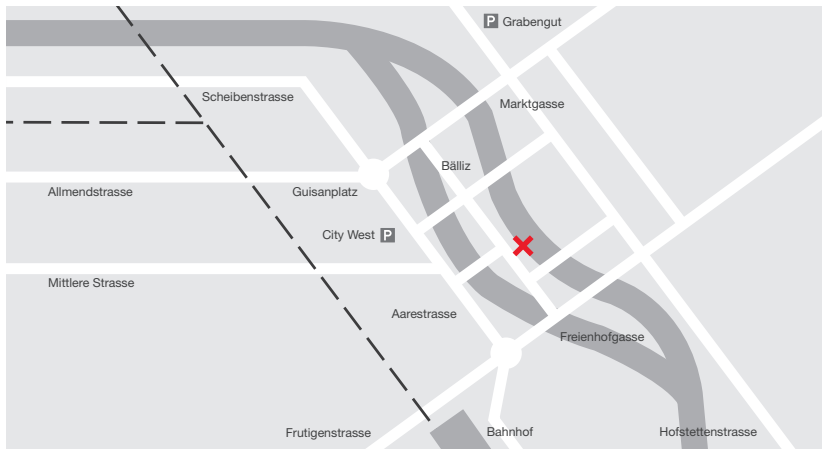 P Grabengut
Scheibenstrasse
Marktgasse
Bälliz
Allmendstrasse
Guisanplatz
City West P
Mittlere Strasse
Aarestrasse
Freienhofgasse
Frutigenstrasse
Bahnhof
Hofstettenstrasse